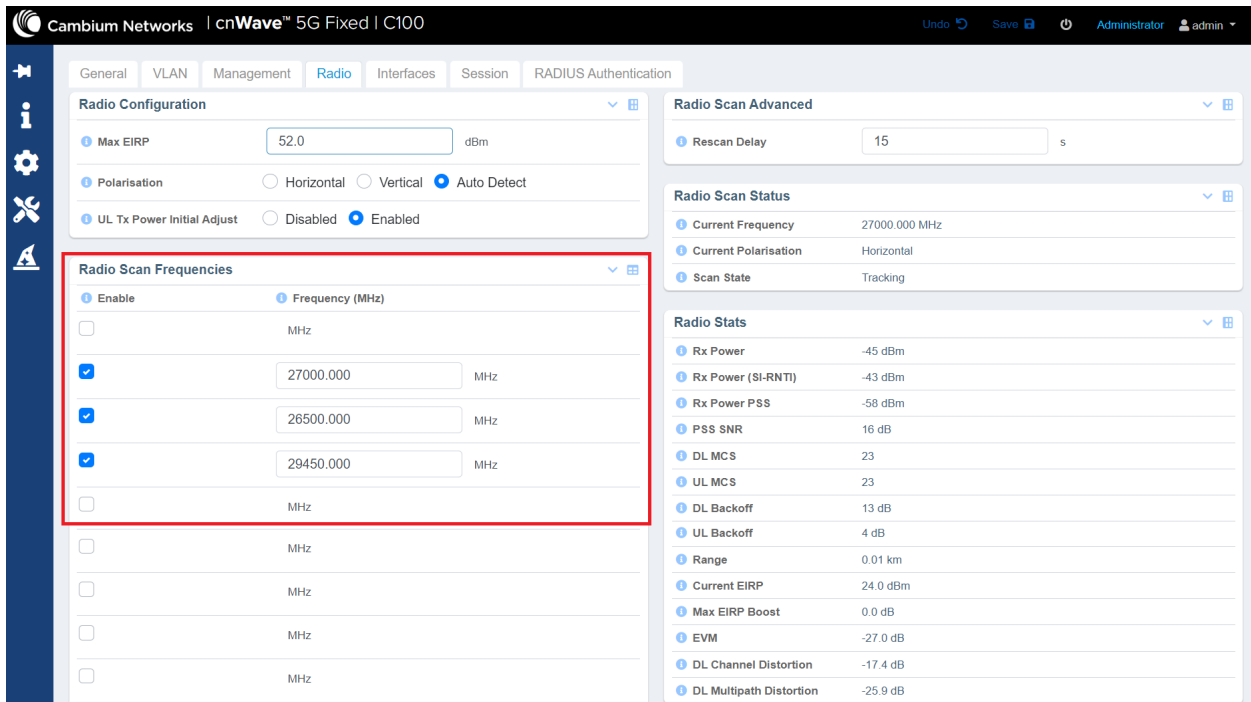 Cambium Networks | cnWave™ 5G Fixed | C100
Undo Save Administrator admin
General VLAN Management Radio Interfaces Session RADIUS Authentication
Radio Configuration
Max EIRP 52.0 dBm
Polarisation Horizontal Vertical Auto Detect
UL Tx Power Initial Adjust Disabled Enabled
Radio Scan Frequencies
Enable Frequency (MHz)
MHz
27000.000 MHz
26500.000 MHz
29450.000 MHz
MHz
MHz
MHz
MHz
MHz
Radio Scan Advanced
Rescan Delay 15 s
Radio Scan Status
Current Frequency 27000.000 MHz
Current Polarisation Horizontal
Scan State Tracking
Radio Stats
Rx Power -45 dBm
Rx Power (SI-RNTI) -43 dBm
Rx Power PSS -58 dBm
PSS SNR 16 dB
DL MCS 23
UL MCS 23
DL Backoff 13 dB
UL Backoff 4 dB
Range 0.01 km
Current EIRP 24.0 dBm
Max EIRP Boost 0.0 dB
EVM -27.0 dB
DL Channel Distortion -17.4 dB
DL Multipath Distortion -25.9 dB